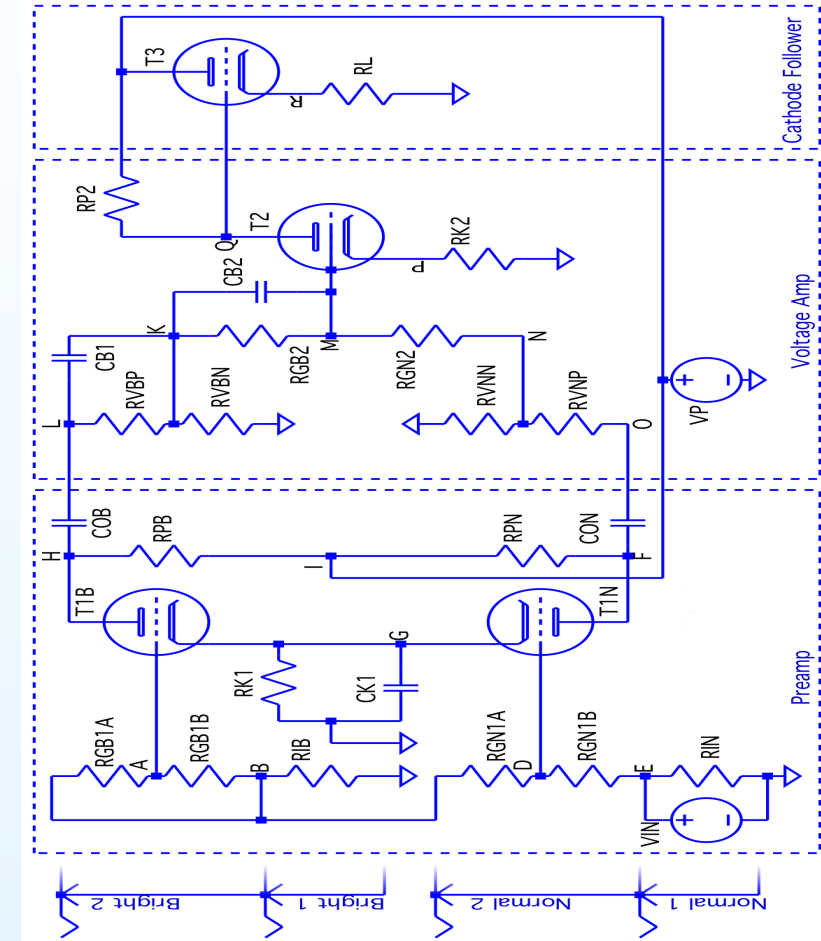 T3
RL
R
Cathode Follower
RP2
T2
Q
CB2
RK2
P
K
CB1
M
RGB2
RGN2
N
L
RVBP
RVBN
RVNN
RVNP
O
VP
+
-
Voltage Amp
H
COB
RPB
I
RPN
CON
F
T1B
T1N
RK1
CK1
G
Preamp
RGB1A
A
RGB1B
B
RIB
RGN1A
D
RGN1B
E
RIN
VIN
+
-
Bright 2
Bright 1
Normal 2
Normal 1